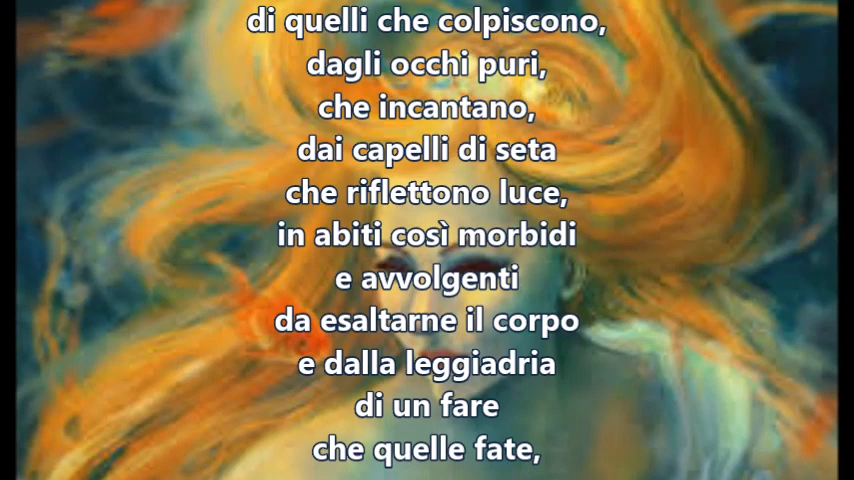 di quelli che colpiscono,
dagli occhi puri,
che incantano,
dai capelli di seta
che riflettono luce,
in abiti così morbidi
e avvolgenti
da esaltarne il corpo
e dalla leggiadria
di un fare
che quelle fate,